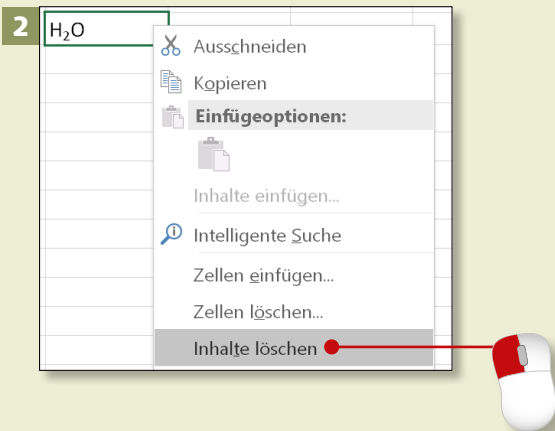 2
H₂O
Ausschneiden
Kopieren
Einfügeoptionen:
Inhalte einfügen...
Intelligente Suche
Zellen einfügen...
Zellen löschen...
Inhalte löschen